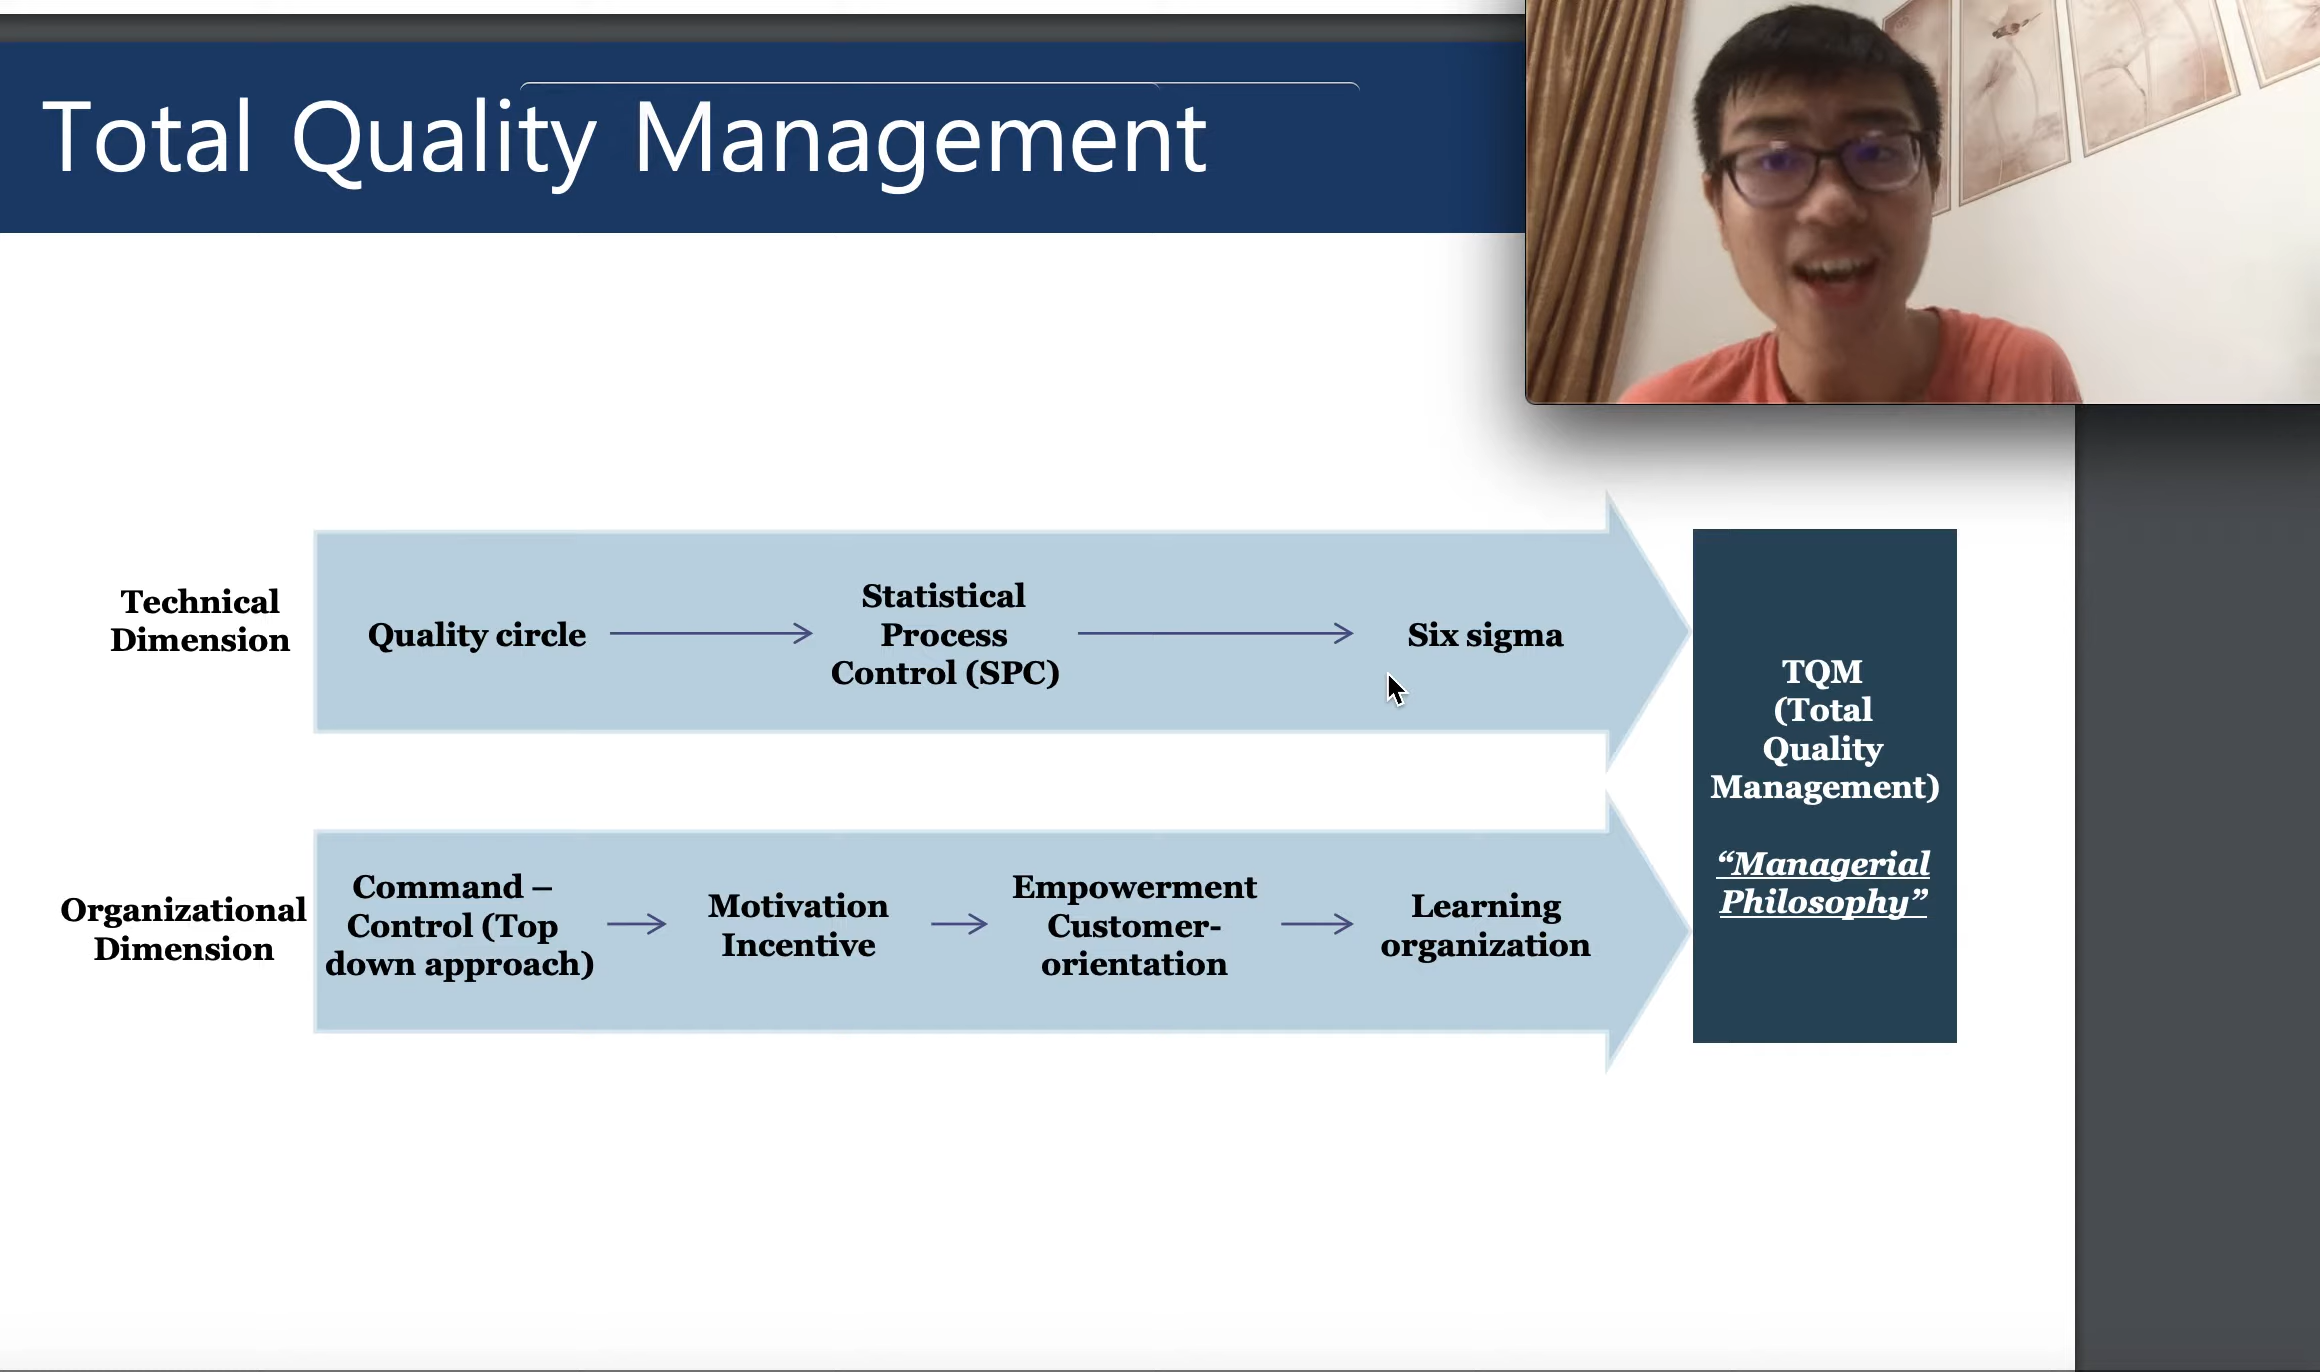 Total Quality Management
Technical
Dimension
Quality circle
Statistical
Process
Control (SPC)
Six sigma
Organizational
Dimension
Command –
Control (Top
down approach)
Motivation
Incentive
Empowerment
Customer-
orientation
Learning
organization
TQM
(Total
Quality
Management)
“Managerial
Philosophy”